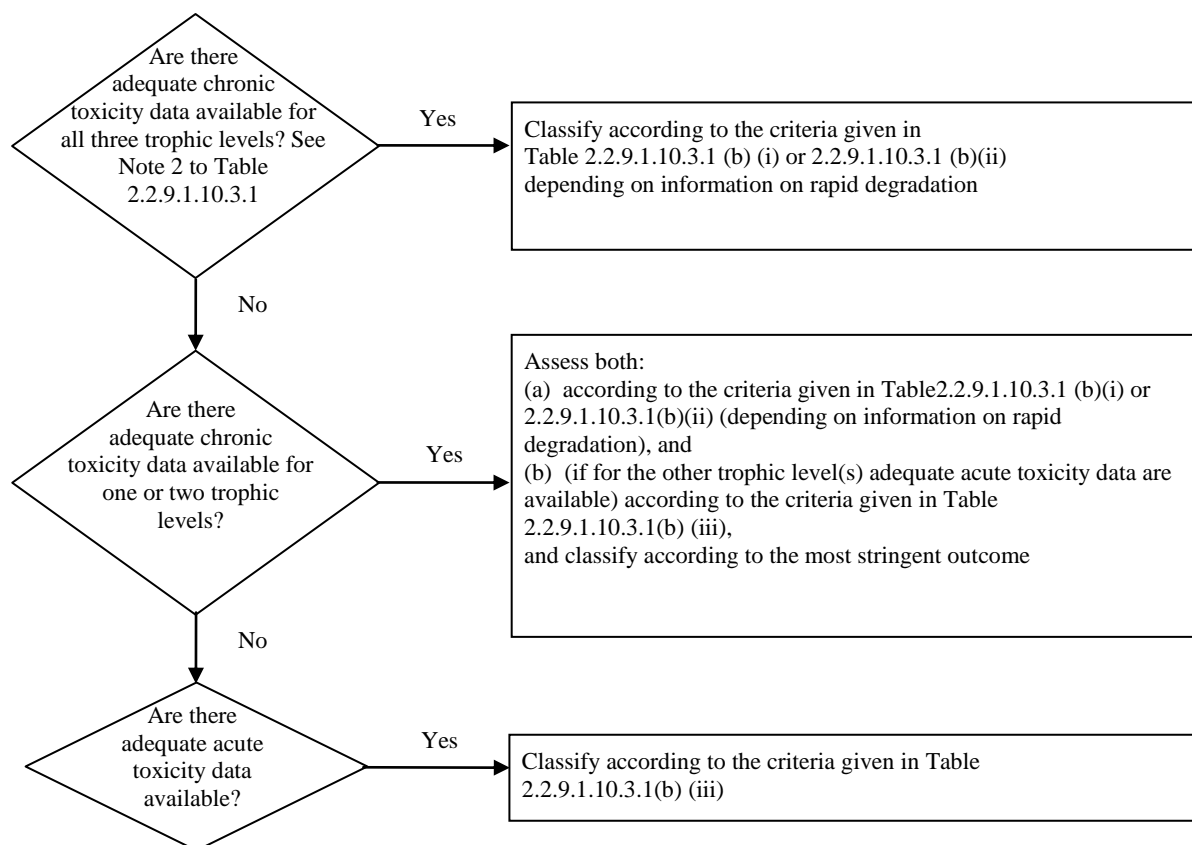 Are there
adequate chronic
toxicity data available for
all three trophic levels? See
Note 2 to Table
2.2.9.1.10.3.1
Yes
Classify according to the criteria given in
Table 2.2.9.1.10.3.1 (b) (i) or 2.2.9.1.10.3.1 (b)(ii)
depending on information on rapid degradation
No
Are there
adequate chronic
toxicity data available for
one or two trophic
levels?
Yes
Assess both:
(a) according to the criteria given in Table2.2.9.1.10.3.1 (b)(i) or
2.2.9.1.10.3.1(b)(ii) (depending on information on rapid
degradation), and
(b) (if for the other trophic level(s) adequate acute toxicity data are
available) according to the criteria given in Table
2.2.9.1.10.3.1(b) (iii),
and classify according to the most stringent outcome
No
Are there
adequate acute
toxicity data
available?
Yes
Classify according to the criteria given in Table
2.2.9.1.10.3.1(b) (iii)